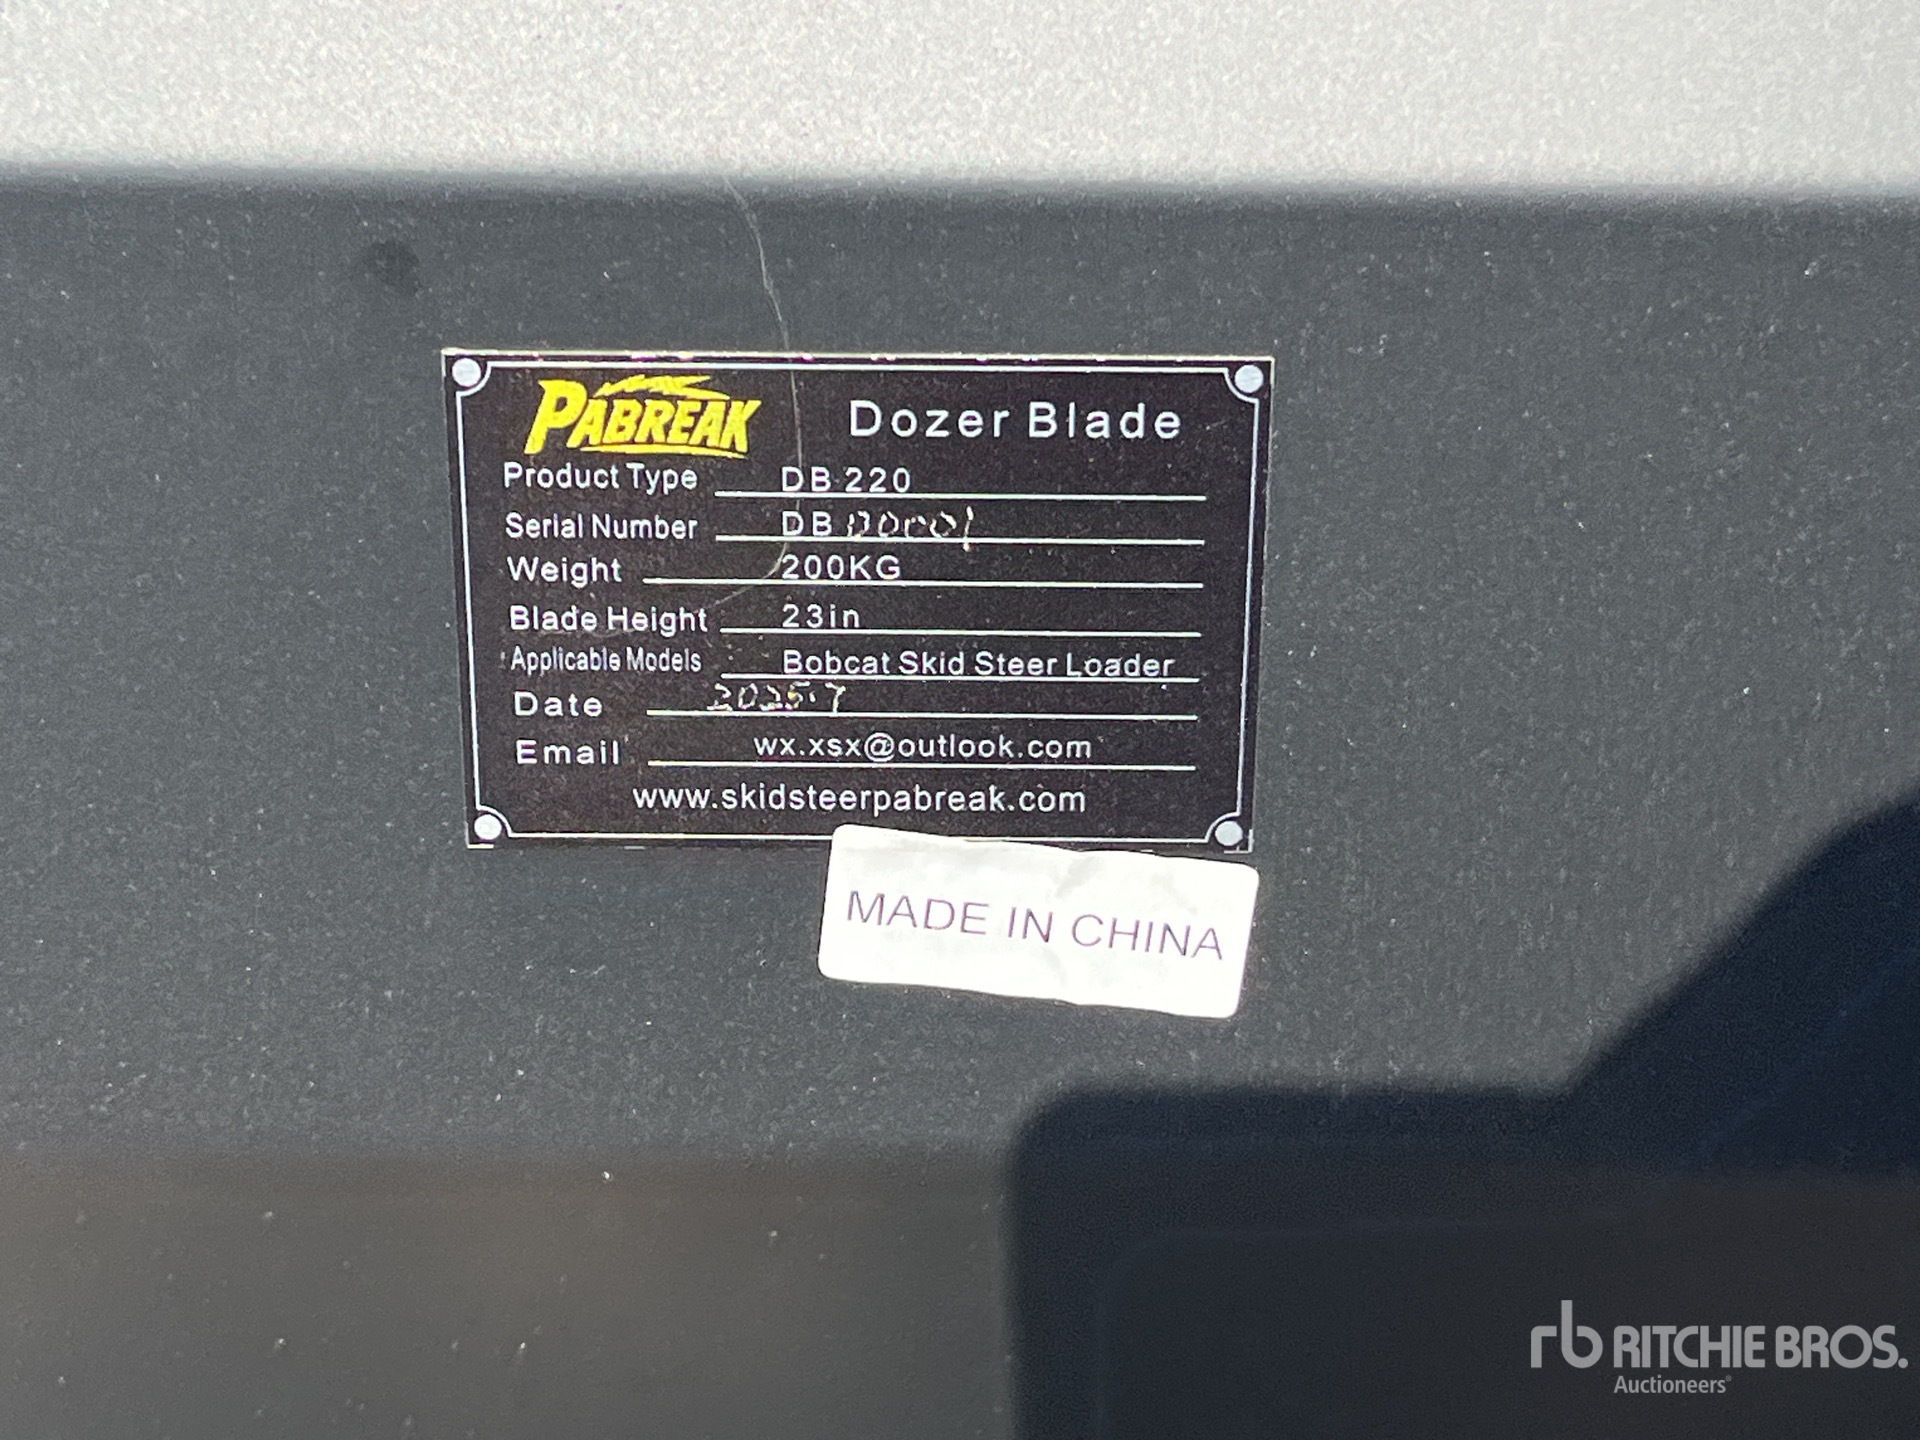 PABREAK Dozer Blade
Product Type DB 220
Serial Number DB 00001
Weight 200KG
Blade Height 23in
Applicable Models Bobcat Skid Steer Loader
Date 2025.7
Email wx.xsx@outlook.com
www.skidsteerpabreak.com
MADE IN CHINA
rb RITCHIE BROS.
Auctioneers